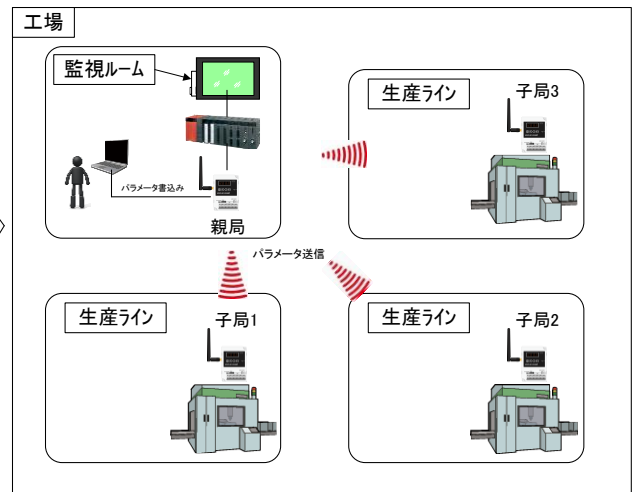 工場
監視ルーム
生産ライン
子局3
パラメータ書込み
親局
パラメータ送信
生産ライン
子局1
生産ライン
子局2